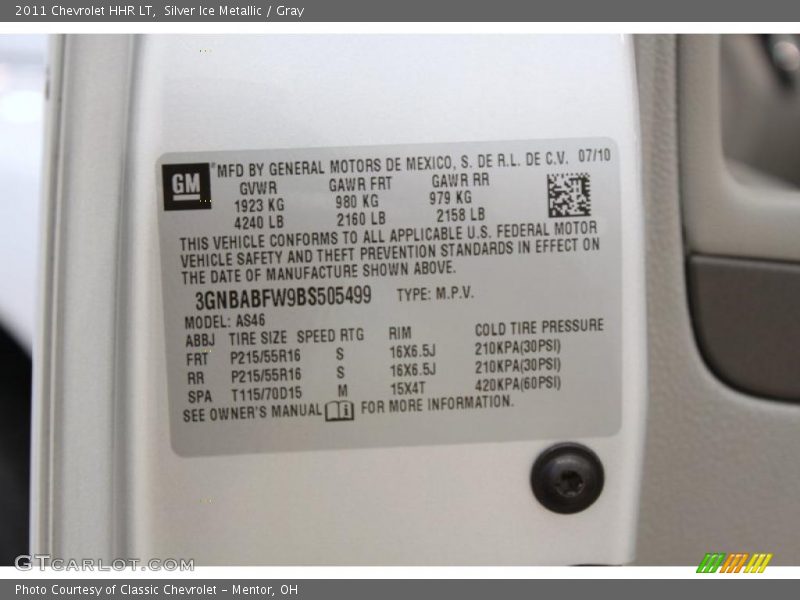 2011 Chevrolet HHR LT,  Silver Ice Metallic / Gray
GM
® MFD BY GENERAL MOTORS DE MEXICO, S. DE R.L. DE C.V. 07/10
GVWR GAWR FRT GAWR RR
1923 KG 980 KG 979 KG
4240 LB 2160 LB 2158 LB
THIS VEHICLE CONFORMS TO ALL APPLICABLE U.S. FEDERAL MOTOR
VEHICLE SAFETY AND THEFT PREVENTION STANDARDS IN EFFECT ON
THE DATE OF MANUFACTURE SHOWN ABOVE.
3GNBABFW9BS505499 TYPE: M.P.V.
MODEL: AS46
ABBJ TIRE SIZE SPEED RTG RIM COLD TIRE PRESSURE
FRT P215/55R16 S 16X6.5J 210KPA(30PSI)
RR P215/55R16 S 16X6.5J 210KPA(30PSI)
SPA T115/70D15 M 15X4T 420KPA(60PSI)
SEE OWNER'S MANUAL i FOR MORE INFORMATION.
GTCarLot.com
Photo Courtesy of Classic Chevrolet - Mentor, OH